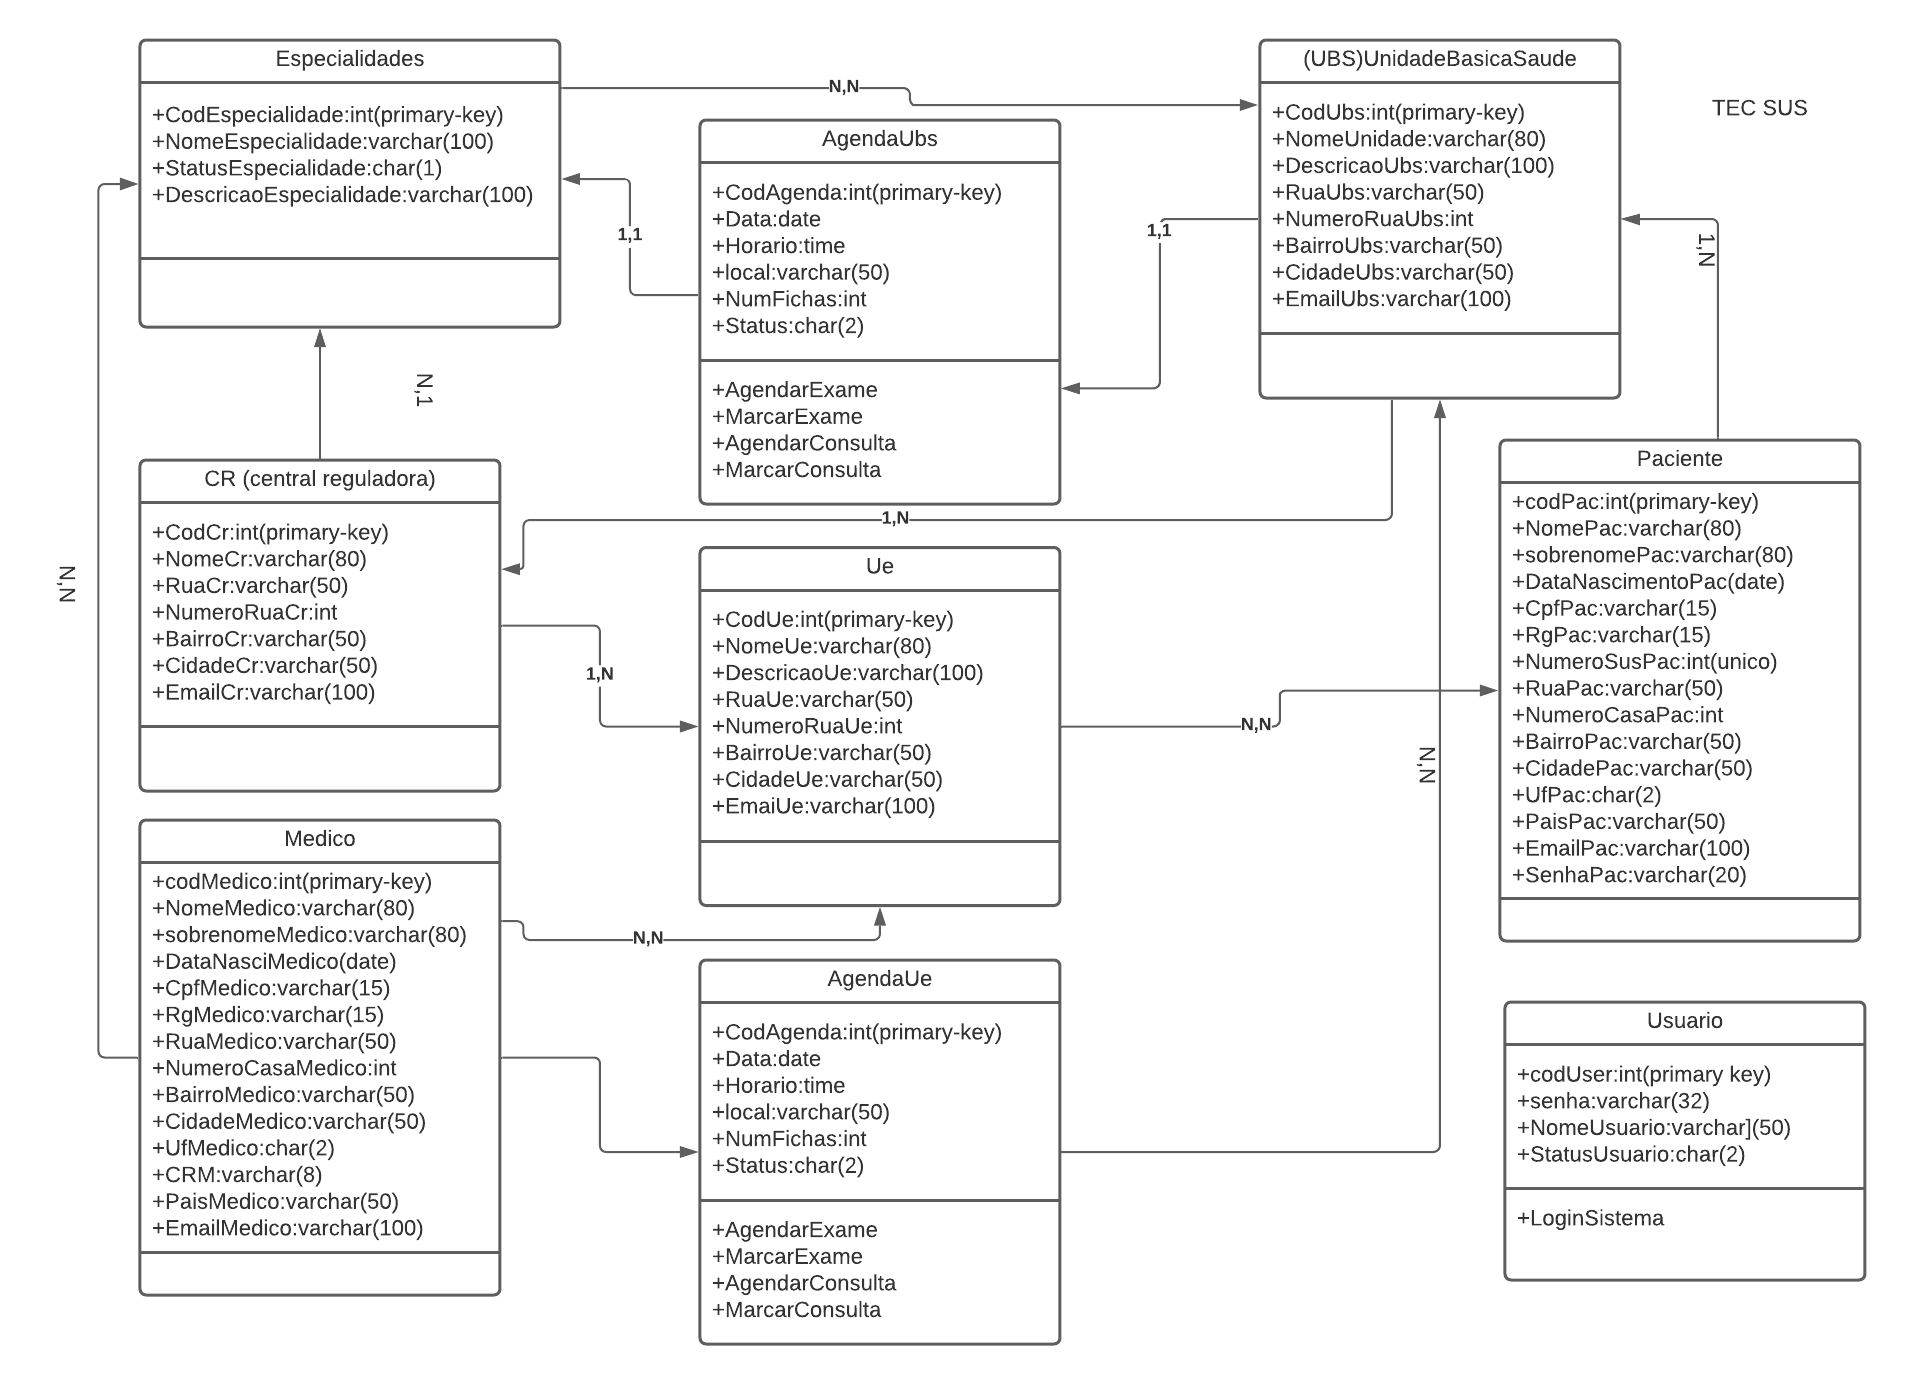 Especialidades
+CodEspecialidade:int(primary-key)
+NomeEspecialidade:varchar(100)
+StatusEspecialidade:char(1)
+DescricaoEspecialidade:varchar(100)
N,N
AgendaUbs
+CodAgenda:int(primary-key)
+Data:date
+Horario:time
+local:varchar(50)
+NumFichas:int
+Status:char(2)
+AgendarExame
+MarcarExame
+AgendarConsulta
+MarcarConsulta
1,1
1,1
(UBS)UnidadeBasicaSaude
+CodUbs:int(primary-key)
+NomeUnidade:varchar(80)
+DescricaoUbs:varchar(100)
+RuaUbs:varchar(50)
+NumeroRuaUbs:int
+BairroUbs:varchar(50)
+CidadeUbs:varchar(50)
+EmailUbs:varchar(100)
TEC SUS
1,N
N,1
N,N
CR (central reguladora)
+CodCr:int(primary-key)
+NomeCr:varchar(80)
+RuaCr:varchar(50)
+NumeroRuaCr:int
+BairroCr:varchar(50)
+CidadeCr:varchar(50)
+EmailCr:varchar(100)
1,N
1,N
Ue
+CodUe:int(primary-key)
+NomeUe:varchar(80)
+DescricaoUe:varchar(100)
+RuaUe:varchar(50)
+NumeroRuaUe:int
+BairroUe:varchar(50)
+CidadeUe:varchar(50)
+EmaiUe:varchar(100)
N,N
N,N
Paciente
+codPac:int(primary-key)
+NomePac:varchar(80)
+sobrenomePac:varchar(80)
+DataNascimentoPac(date)
+CpfPac:varchar(15)
+RgPac:varchar(15)
+NumeroSusPac:int(unico)
+RuaPac:varchar(50)
+NumeroCasaPac:int
+BairroPac:varchar(50)
+CidadePac:varchar(50)
+UfPac:char(2)
+PaisPac:varchar(50)
+EmailPac:varchar(100)
+SenhaPac:varchar(20)
Medico
+codMedico:int(primary-key)
+NomeMedico:varchar(80)
+sobrenomeMedico:varchar(80)
+DataNasciMedico(date)
+CpfMedico:varchar(15)
+RgMedico:varchar(15)
+RuaMedico:varchar(50)
+NumeroCasaMedico:int
+BairroMedico:varchar(50)
+CidadeMedico:varchar(50)
+UfMedico:char(2)
+CRM:varchar(8)
+PaisMedico:varchar(50)
+EmailMedico:varchar(100)
N,N
AgendaUe
+CodAgenda:int(primary-key)
+Data:date
+Horario:time
+local:varchar(50)
+NumFichas:int
+Status:char(2)
+AgendarExame
+MarcarExame
+AgendarConsulta
+MarcarConsulta
Usuario
+codUser:int(primary key)
+senha:varchar(32)
+NomeUsuario:varchar](50)
+StatusUsuario:char(2)
+LoginSistema